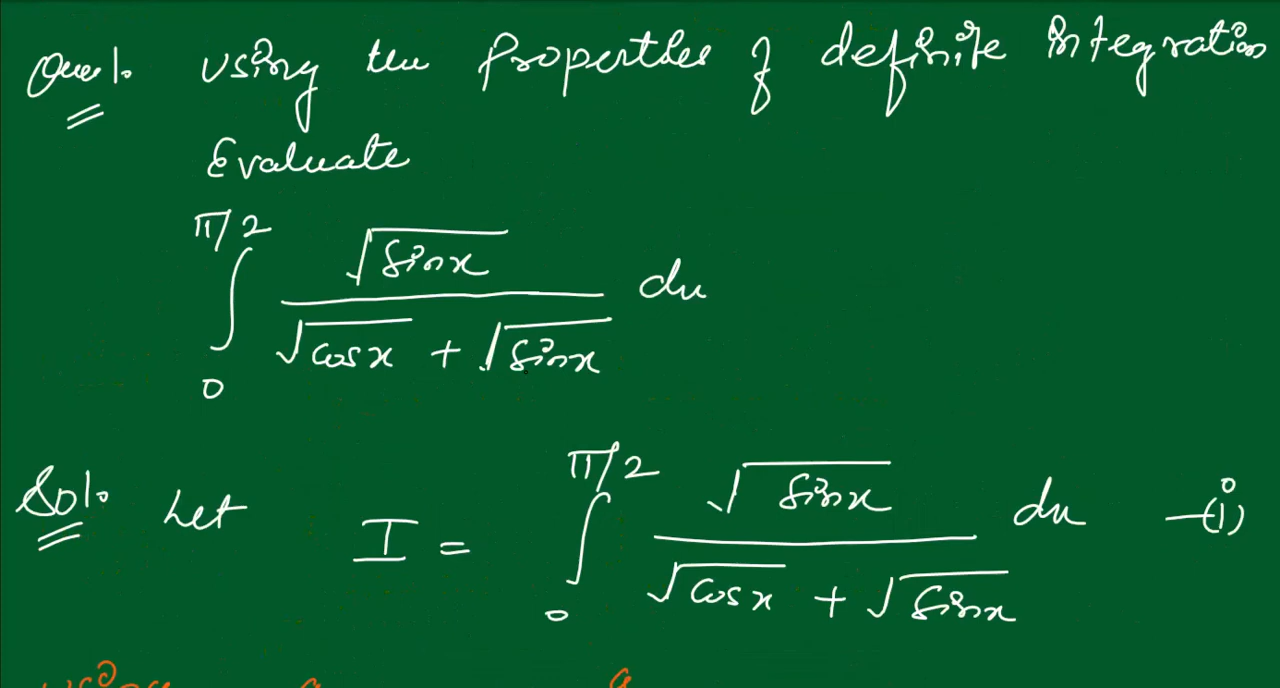 Que 1. Using the properties of definite integration
Evaluate
∫₀^{π/2} √(sinx) / (√(cosx) + √(sinx)) dx
Sol. Let I = ∫₀^{π/2} √(sinx) / (√(cosx) + √(sinx)) dx —(i)